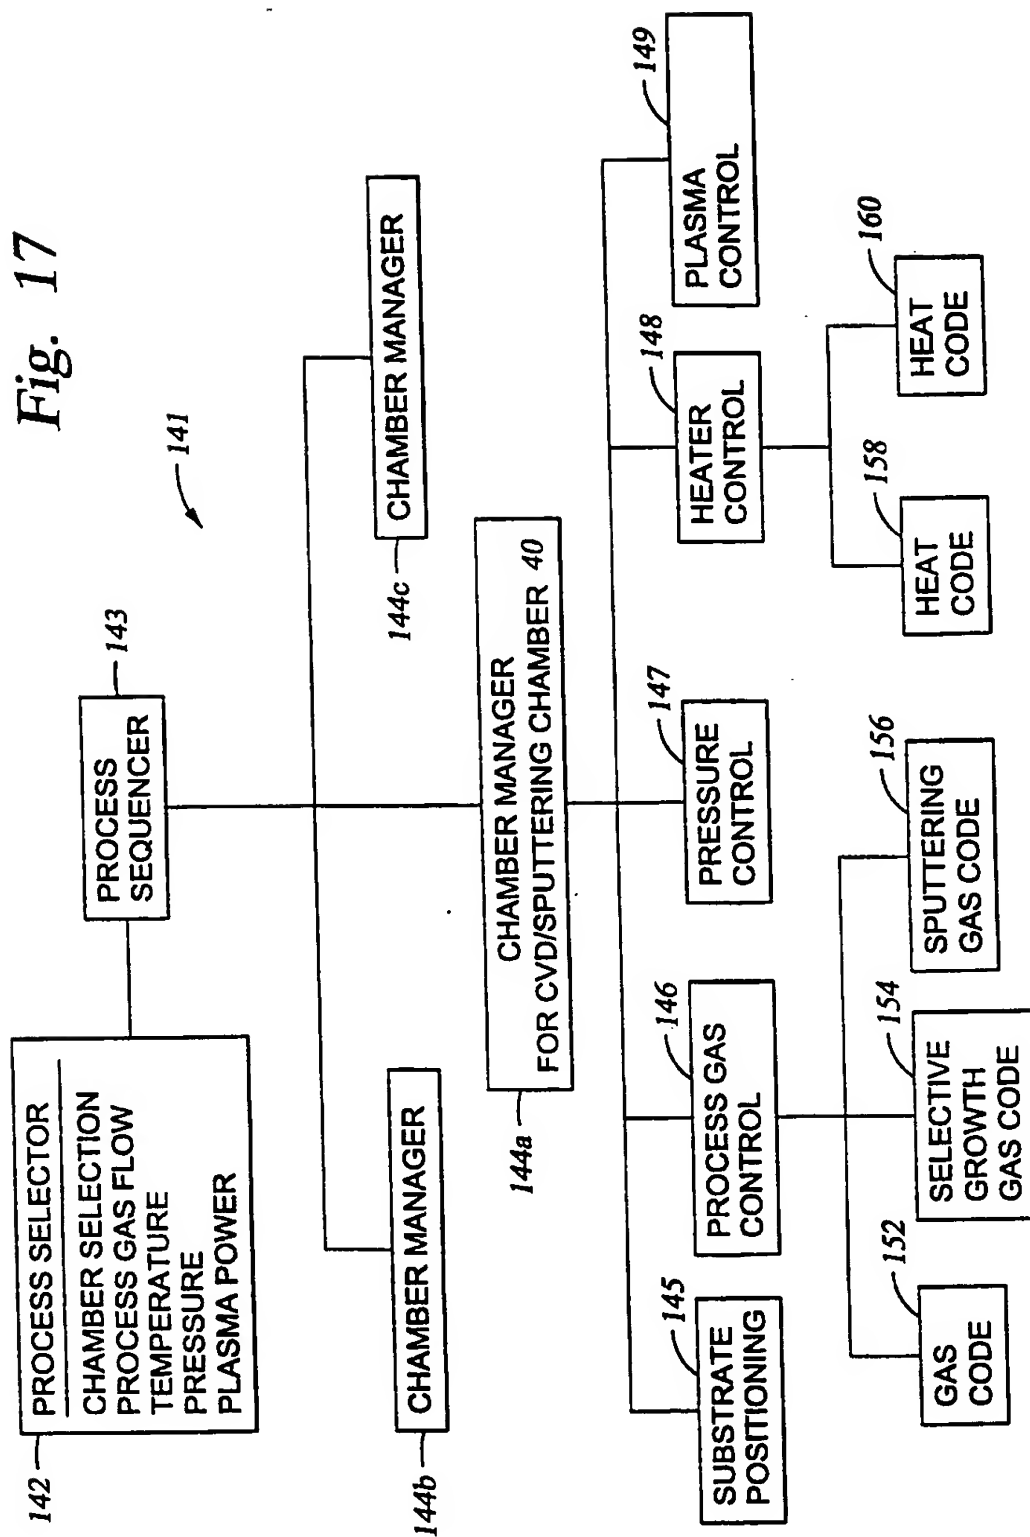 Fig. 17
141
142
PROCESS SELECTOR
CHAMBER SELECTION
PROCESS GAS FLOW
TEMPERATURE
PRESSURE
PLASMA POWER
143
PROCESS
SEQUENCER
144b
CHAMBER MANAGER
144c
CHAMBER MANAGER
144a
CHAMBER MANAGER
FOR CVD/SPUTTERING CHAMBER 40
145
SUBSTRATE
POSITIONING
146
PROCESS GAS
CONTROL
147
PRESSURE
CONTROL
148
HEATER
CONTROL
149
PLASMA
CONTROL
152
GAS
CODE
154
SELECTIVE
GROWTH
GAS CODE
156
SPUTTERING
GAS CODE
158
HEAT
CODE
160
HEAT
CODE